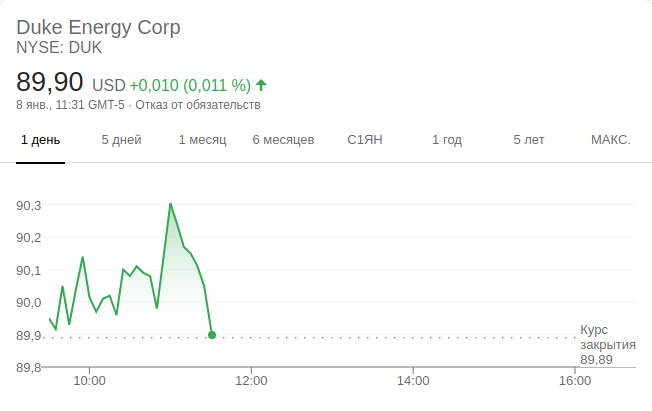 Duke Energy Corp
NYSE: DUK
89,90 USD +0,010 (0,011 %)
8 янв., 11:31 GMT-5 · Отказ от обязательств
1 день 5 дней 1 месяц 6 месяцев С1ЯН 1 год 5 лет МАКС.
90,3
90,2
90,1
90,0
89,9
89,8
Курс
закрытия
89,89
10:00 12:00 14:00 16:00